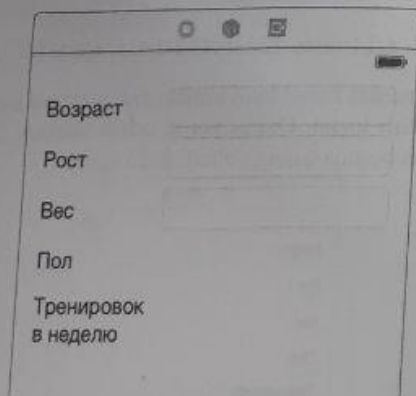 Возраст
Рост
Вес
Пол
Тренировок
в неделю